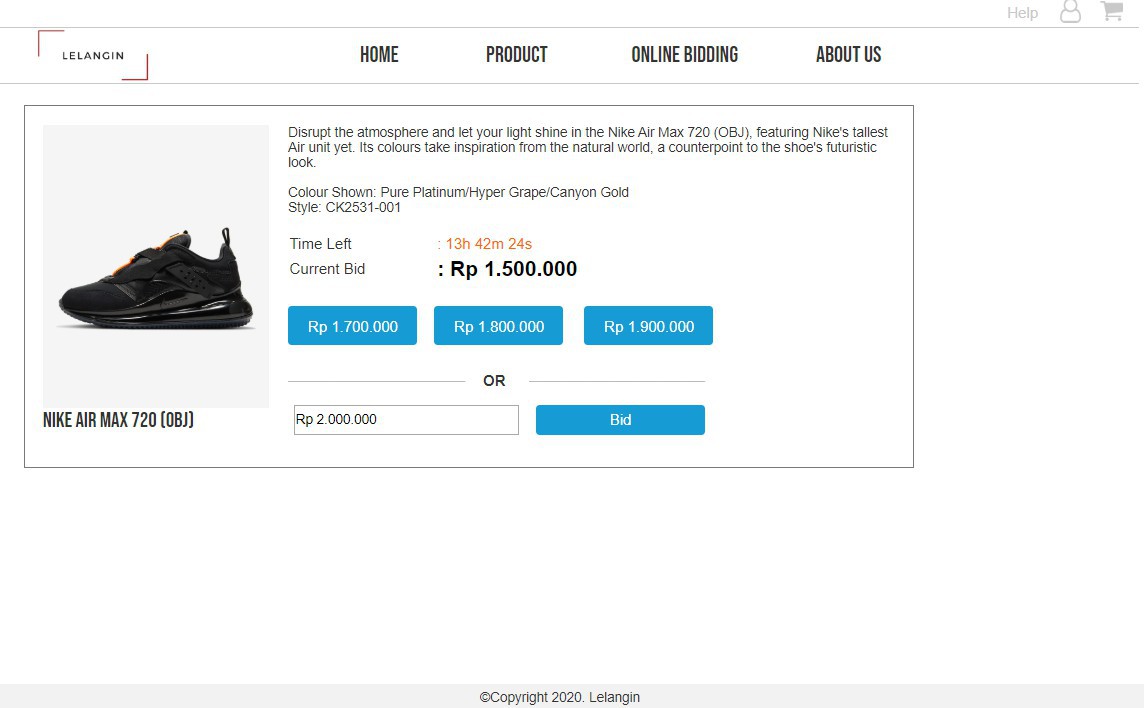 Help
LELANGIN
HOME PRODUCT ONLINE BIDDING ABOUT US
Disrupt the atmosphere and let your light shine in the Nike Air Max 720 (OBJ), featuring Nike's tallest
Air unit yet. Its colours take inspiration from the natural world, a counterpoint to the shoe's futuristic
look.
Colour Shown: Pure Platinum/Hyper Grape/Canyon Gold
Style: CK2531-001
Time Left : 13h 42m 24s
Current Bid : Rp 1.500.000
Rp 1.700.000 Rp 1.800.000 Rp 1.900.000
OR
Rp 2.000.000 Bid
NIKE AIR MAX 720 (OBJ)
©Copyright 2020. Lelangin